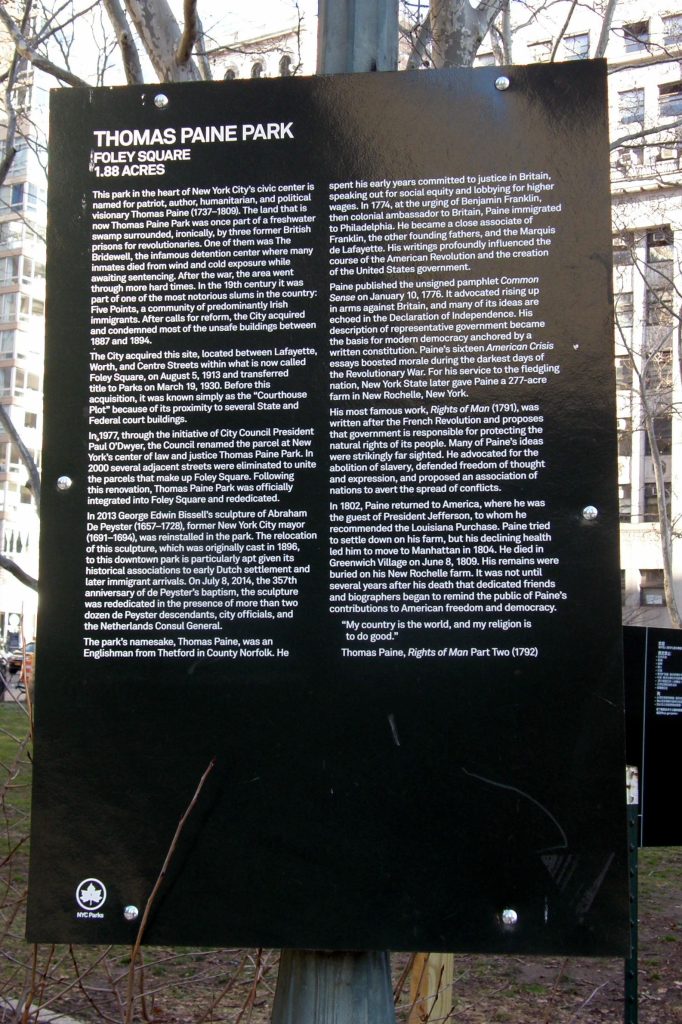 THOMAS PAINE PARK
FOLEY SQUARE
1.88 ACRES
This park in the heart of New York City's civic center is
named for patriot, author, humanitarian, and political
visionary Thomas Paine (1737–1809). The land that is
now Thomas Paine Park was once part of a freshwater
swamp surrounded, ironically, by three former British
prisons for revolutionaries. One of them was The
Bridewell, the infamous detention center where many
inmates died from wind and cold exposure while
awaiting sentencing. After the war, the area went
through more hard times. In the 19th century it was
part of one of the most notorious slums in the country:
Five Points, a community of predominantly Irish
immigrants. After calls for reform, the City acquired
and condemned most of the unsafe buildings between
1887 and 1894.
The City acquired this site, located between Lafayette,
Worth, and Centre Streets within what is now called
Foley Square, on August 5, 1913 and transferred
title to Parks on March 19, 1930. Before this
acquisition, it was known simply as the "Courthouse
Plot" because of its proximity to several State and
Federal court buildings.
In 1977, through the initiative of City Council President
Paul O'Dwyer, the Council renamed the parcel at New
York's center of law and justice Thomas Paine Park. In
2000 several adjacent streets were eliminated to unite
the parcels that make up Foley Square. Following
this renovation, Thomas Paine Park was officially
integrated into Foley Square and rededicated.
In 2013 George Edwin Bissell's sculpture of Abraham
De Peyster (1657–1728), former New York City mayor
(1691–1694), was reinstalled in the park. The relocation
of this sculpture, which was originally cast in 1896,
to this downtown park is particularly apt given its
historical associations to early Dutch settlement and
later immigrant arrivals. On July 8, 2014, the 357th
anniversary of de Peyster's baptism, the sculpture
was rededicated in the presence of more than two
dozen de Peyster descendants, city officials, and
the Netherlands Consul General.
The park's namesake, Thomas Paine, was an
Englishman from Thetford in County Norfolk. He
spent his early years committed to justice in Britain,
speaking out for social equity and lobbying for higher
wages. In 1774, at the urging of Benjamin Franklin,
then colonial ambassador to Britain, Paine immigrated
to Philadelphia. He became a close associate of
Franklin, the other founding fathers, and the Marquis
de Lafayette. His writings profoundly influenced the
course of the American Revolution and the creation
of the United States government.
Paine published the unsigned pamphlet Common
Sense on January 10, 1776. It advocated rising up
in arms against Britain, and many of its ideas are
echoed in the Declaration of Independence. His
description of representative government became
the basis for modern democracy anchored by a
written constitution. Paine's sixteen American Crisis
essays boosted morale during the darkest days of
the Revolutionary War. For his service to the fledgling
nation, New York State later gave Paine a 277-acre
farm in New Rochelle, New York.
His most famous work, Rights of Man (1791), was
written after the French Revolution and proposes
that government is responsible for protecting the
natural rights of its people. Many of Paine's ideas
were strikingly far sighted. He advocated for the
abolition of slavery, defended freedom of thought
and expression, and proposed an association of
nations to avert the spread of conflicts.
In 1802, Paine returned to America, where he was
the guest of President Jefferson, to whom he
recommended the Louisiana Purchase. Paine tried
to settle down on his farm, but his declining health
led him to move to Manhattan in 1804. He died in
Greenwich Village on June 8, 1809. His remains were
buried on his New Rochelle farm. It was not until
several years after his death that dedicated friends
and biographers began to remind the public of Paine's
contributions to American freedom and democracy.
"My country is the world, and my religion is
to do good."
Thomas Paine, Rights of Man Part Two (1792)
NYC Parks